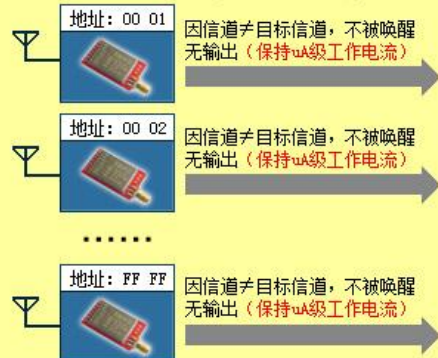 地址：00 01
因信道≠目标信道，不被唤醒
无输出（保持uA级工作电流）
地址：00 02
因信道≠目标信道，不被唤醒
无输出（保持uA级工作电流）
……
地址：FF FF
因信道≠目标信道，不被唤醒
无输出（保持uA级工作电流）